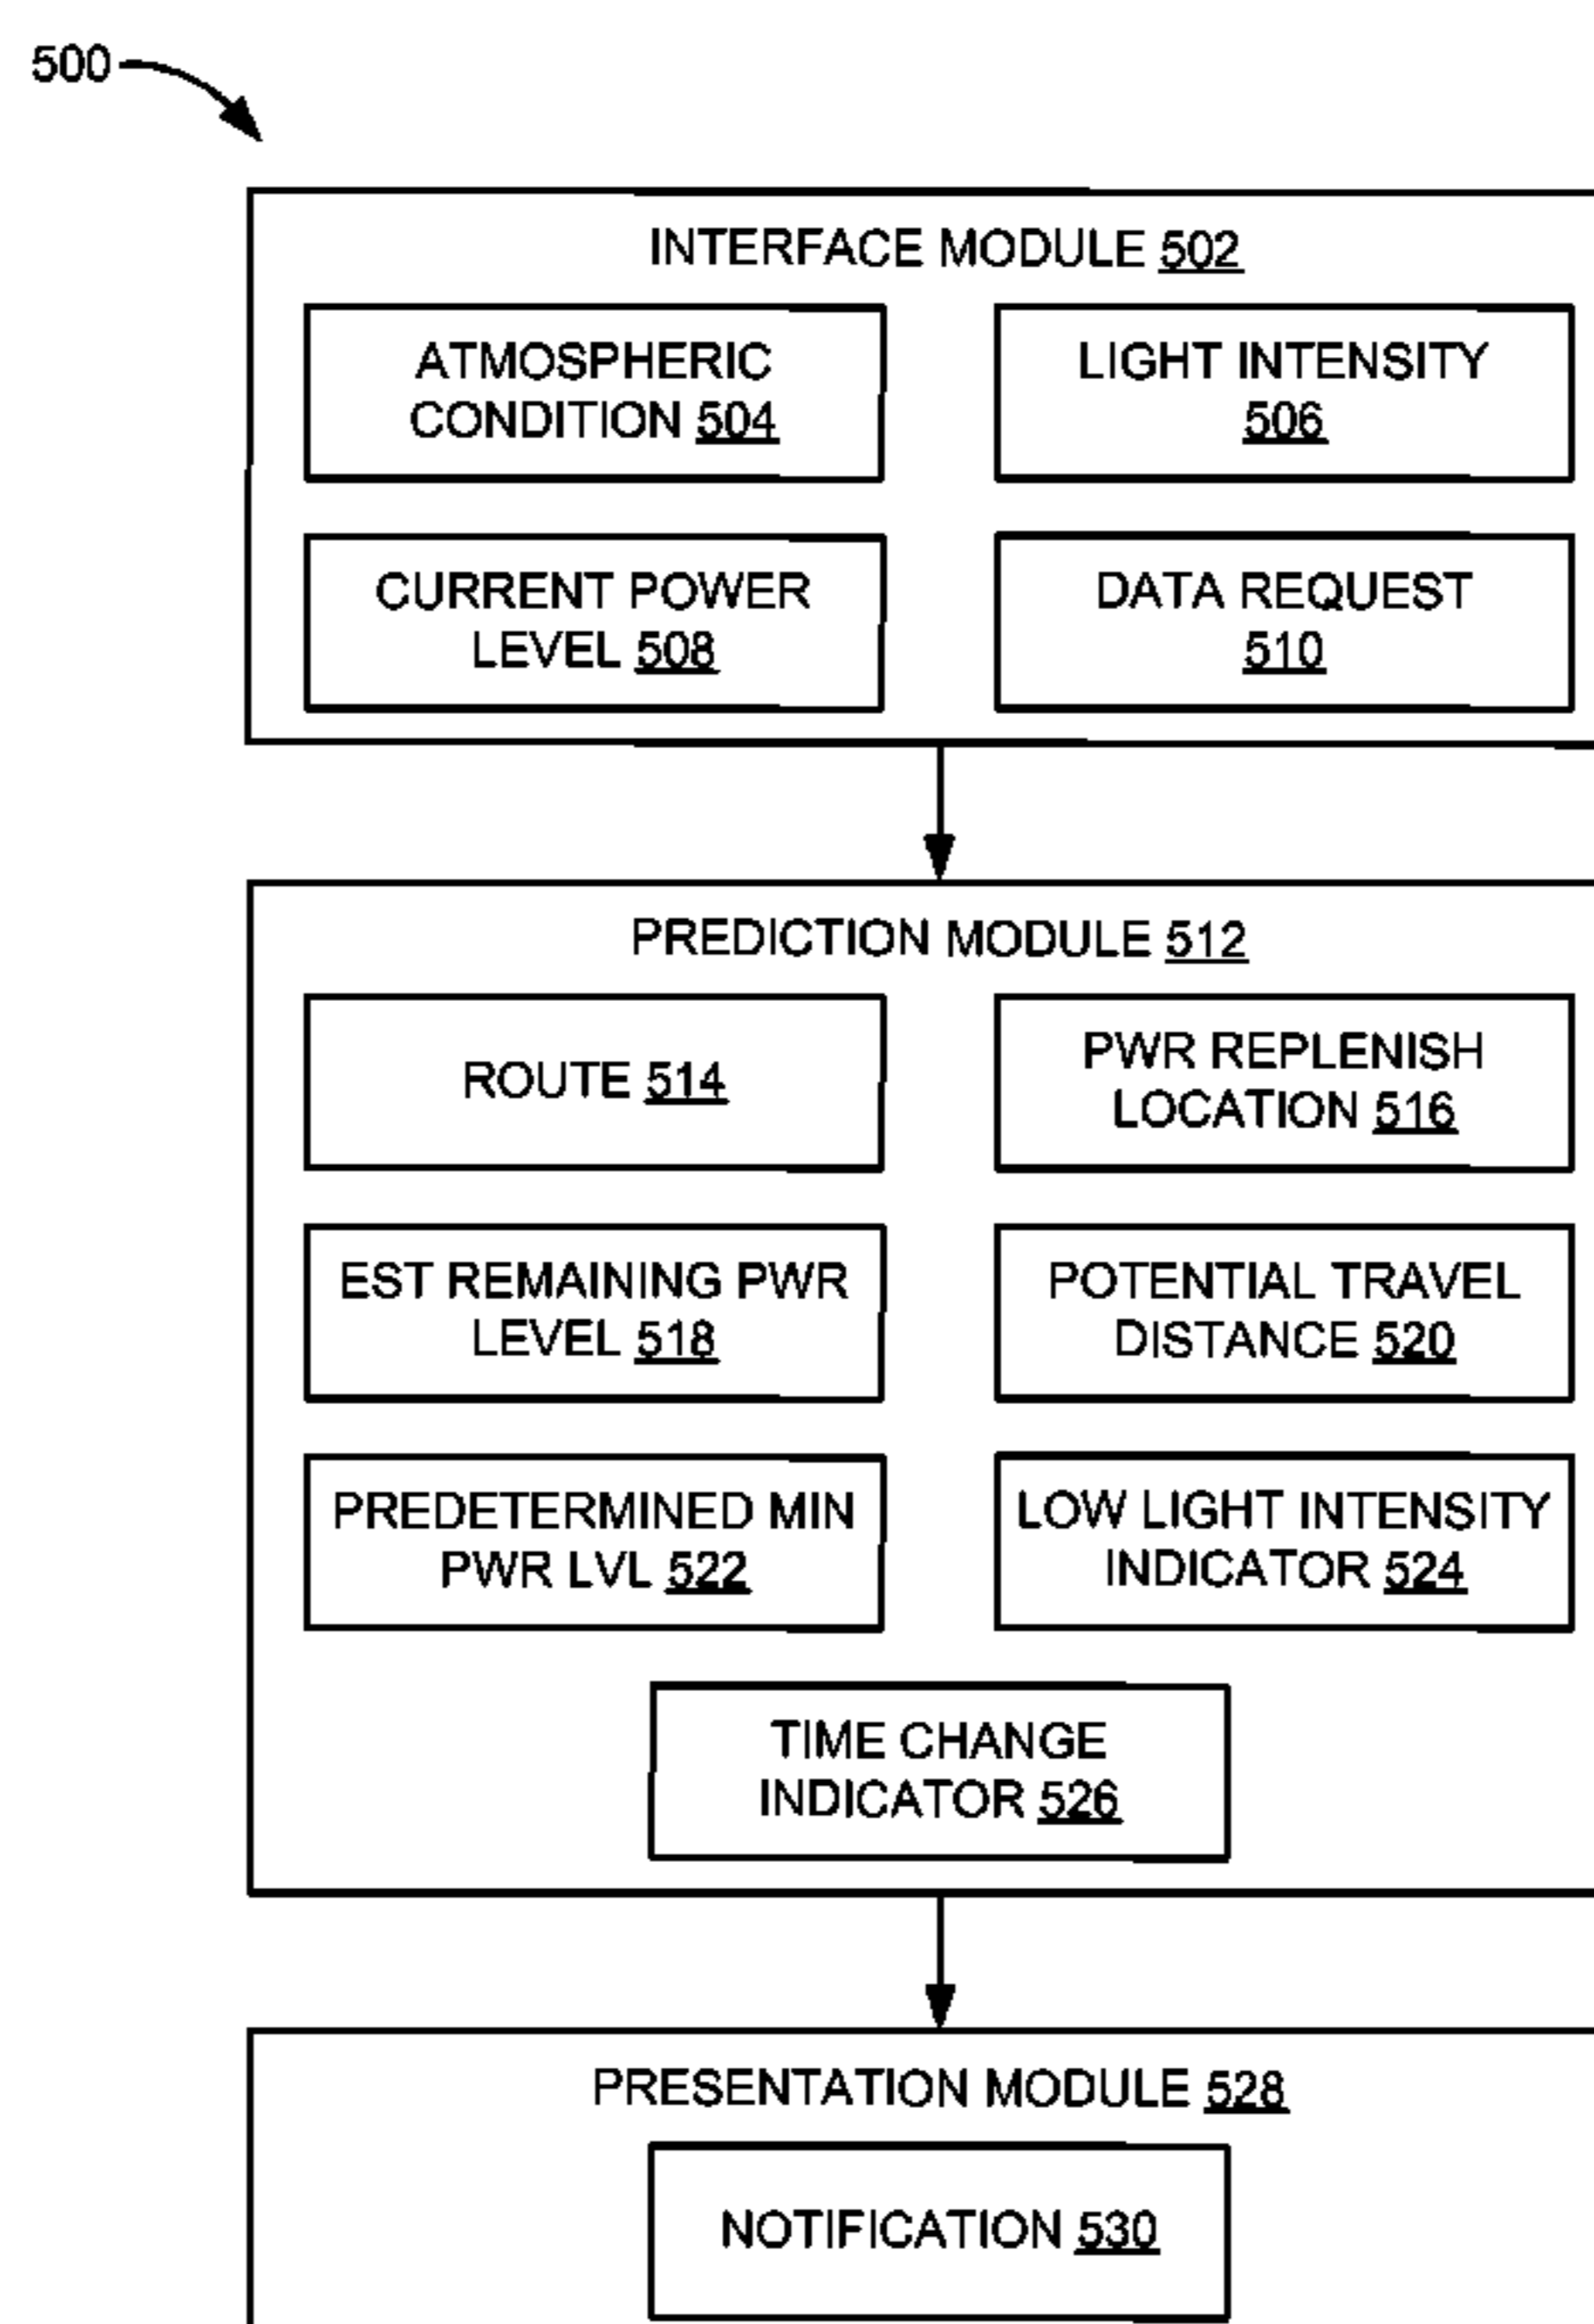 500
INTERFACE MODULE 502
ATMOSPHERIC
CONDITION 504
LIGHT INTENSITY
506
CURRENT POWER
LEVEL 508
DATA REQUEST
510
PREDICTION MODULE 512
ROUTE 514
PWR REPLENISH
LOCATION 516
EST REMAINING PWR
LEVEL 518
POTENTIAL TRAVEL
DISTANCE 520
PREDETERMINED MIN
PWR LVL 522
LOW LIGHT INTENSITY
INDICATOR 524
TIME CHANGE
INDICATOR 526
PRESENTATION MODULE 528
NOTIFICATION 530